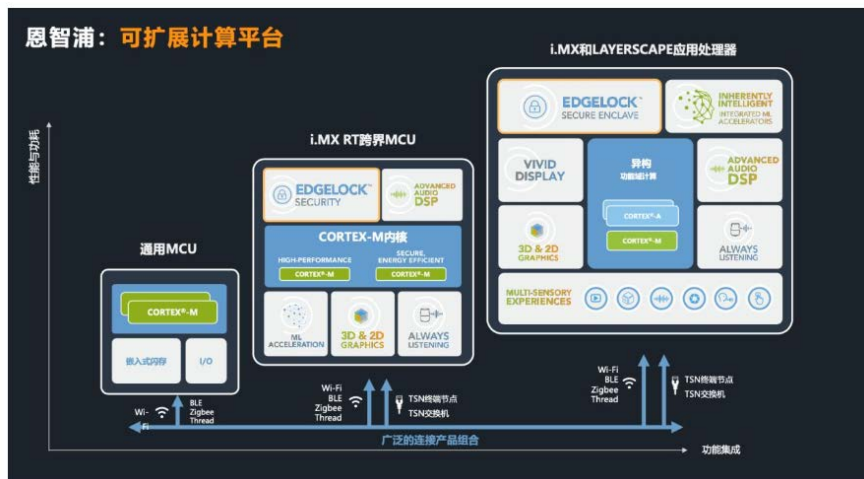 恩智浦：可扩展计算平台
i.MX和LAYERSCAPE应用处理器
EDGELOCK™
SECURE ENCLAVE
INHERENTLY
INTELLIGENT
INTEGRATED ML
ACCELERATORS
VIVID
DISPLAY
异构
功能域计算
CORTEX®-A
CORTEX®-M
ADVANCED
AUDIO
DSP
3D & 2D
GRAPHICS
ALWAYS
LISTENING
MULTI-SENSORY
EXPERIENCES
i.MX RT跨界MCU
EDGELOCK™
SECURITY
ADVANCED
AUDIO
DSP
CORTEX-M内核
HIGH-PERFORMANCE
CORTEX®-M
SECURE,
ENERGY EFFICIENT
CORTEX®-M
ML
ACCELERATION
3D & 2D
GRAPHICS
ALWAYS
LISTENING
通用MCU
CORTEX®-M
嵌入式闪存
I/O
性能与功耗
Wi-
Fi
BLE
Zigbee
Thread
Wi-Fi
BLE
Zigbee
Thread
TSN终端节点
TSN交换机
Wi-Fi
BLE
Zigbee
Thread
TSN终端节点
TSN交换机
广泛的连接产品组合
功能集成